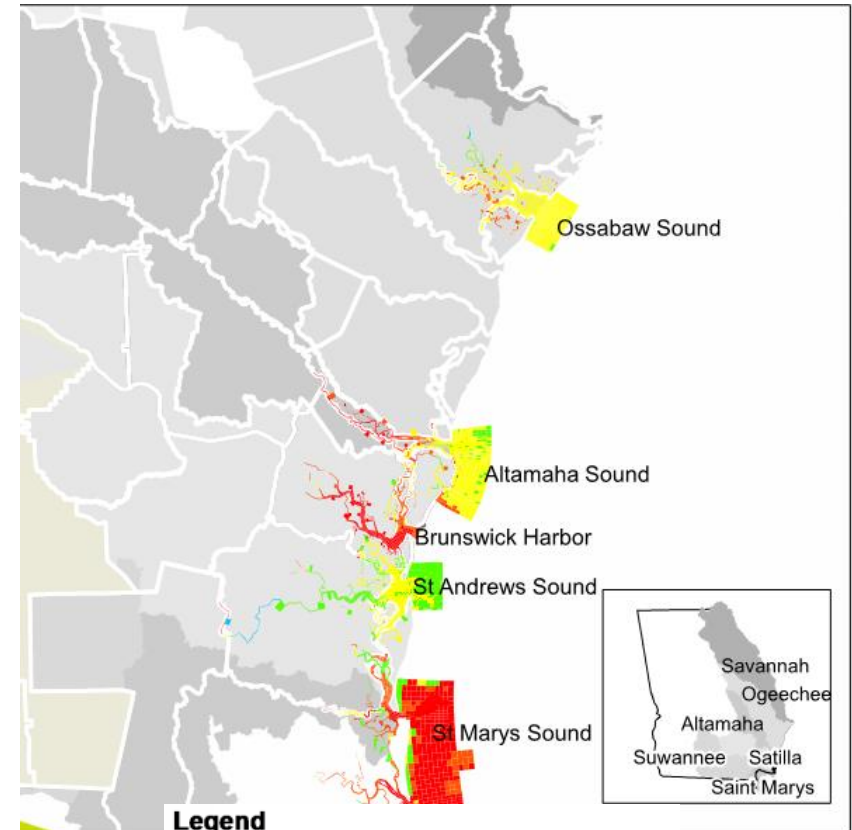 Ossabaw Sound
Altamaha Sound
Brunswick Harbor
St Andrews Sound
St Marys Sound
Savannah
Ogeechee
Altamaha
Suwannee
Satilla
Saint Marys
Legend